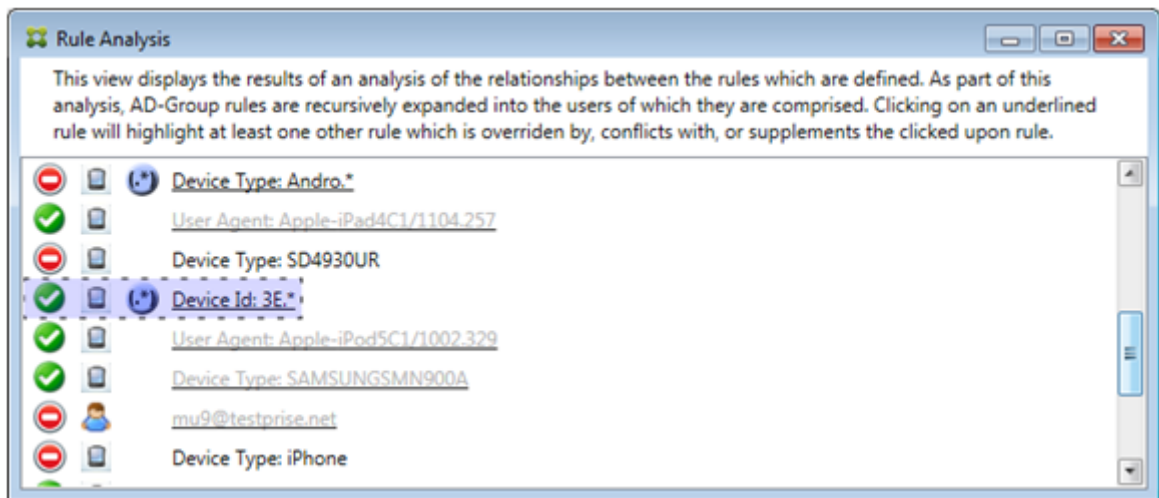 Rule Analysis
This view displays the results of an analysis of the relationships between the rules which are defined. As part of this
analysis, AD-Group rules are recursively expanded into the users of which they are comprised. Clicking on an underlined
rule will highlight at least one other rule which is overriden by, conflicts with, or supplements the clicked upon rule.
(.*) Device Type: Andro.*
User Agent: Apple-iPad4C1/1104.257
Device Type: SD4930UR
(.*) Device Id: 3E.*
User Agent: Apple-iPod5C1/1002.329
Device Type: SAMSUNGSMN900A
mu9@testprise.net
Device Type: iPhone